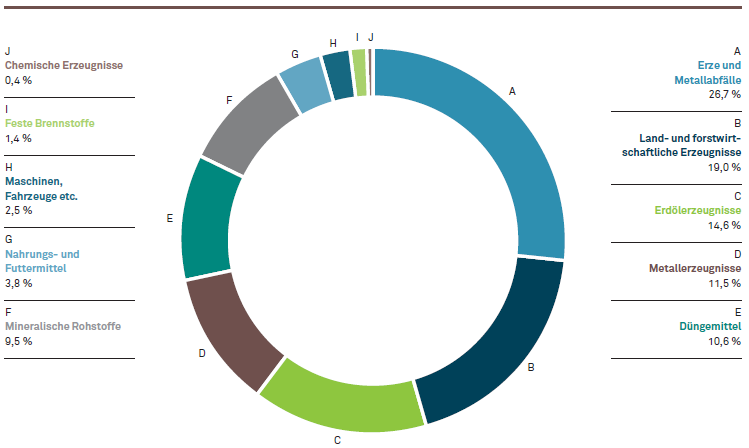 J
Chemische Erzeugnisse
0,4 %
I
Feste Brennstoffe
1,4 %
H
Maschinen,
Fahrzeuge etc.
2,5 %
G
Nahrungs- und
Futtermittel
3,8 %
F
Mineralische Rohstoffe
9,5 %
A
Erze und
Metallabfälle
26,7 %
B
Land- und forstwirt-
schaftliche Erzeugnisse
19,0 %
C
Erdölerzeugnisse
14,6 %
D
Metallerzeugnisse
11,5 %
E
Düngemittel
10,6 %
A
B
C
D
E
F
G
H
I
J